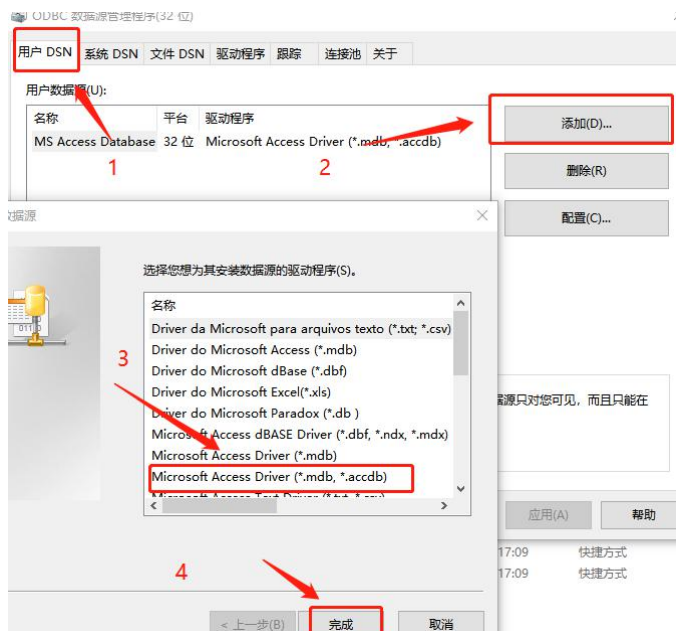 ODBC 数据源管理程序(32 位)
用户 DSN 系统 DSN 文件 DSN 驱动程序 跟踪 连接池 关于
用户数据源(U):
名称 平台 驱动程序
MS Access Database 32 位 Microsoft Access Driver (*.mdb, *.accdb)
添加(D)...
1
2
删除(R)
配置(C)...
数据源
选择您想为其安装数据源的驱动程序(S)。
名称
Driver da Microsoft para arquivos texto (*.txt; *.csv)
Driver do Microsoft Access (*.mdb)
3
Driver do Microsoft dBase (*.dbf)
Driver do Microsoft Excel(*.xls)
Driver do Microsoft Paradox (*.db )
Microsoft Access dBASE Driver (*.dbf, *.ndx, *.mdx)
Microsoft Access Driver (*.mdb)
Microsoft Access Driver (*.mdb, *.accdb)
Microsoft Access Text Driver (*.txt, *.csv)
据源只对您可见，而且只能在
应用(A) 帮助
17:09 快捷方式
17:09 快捷方式
4
< 上一步(B) 完成 取消